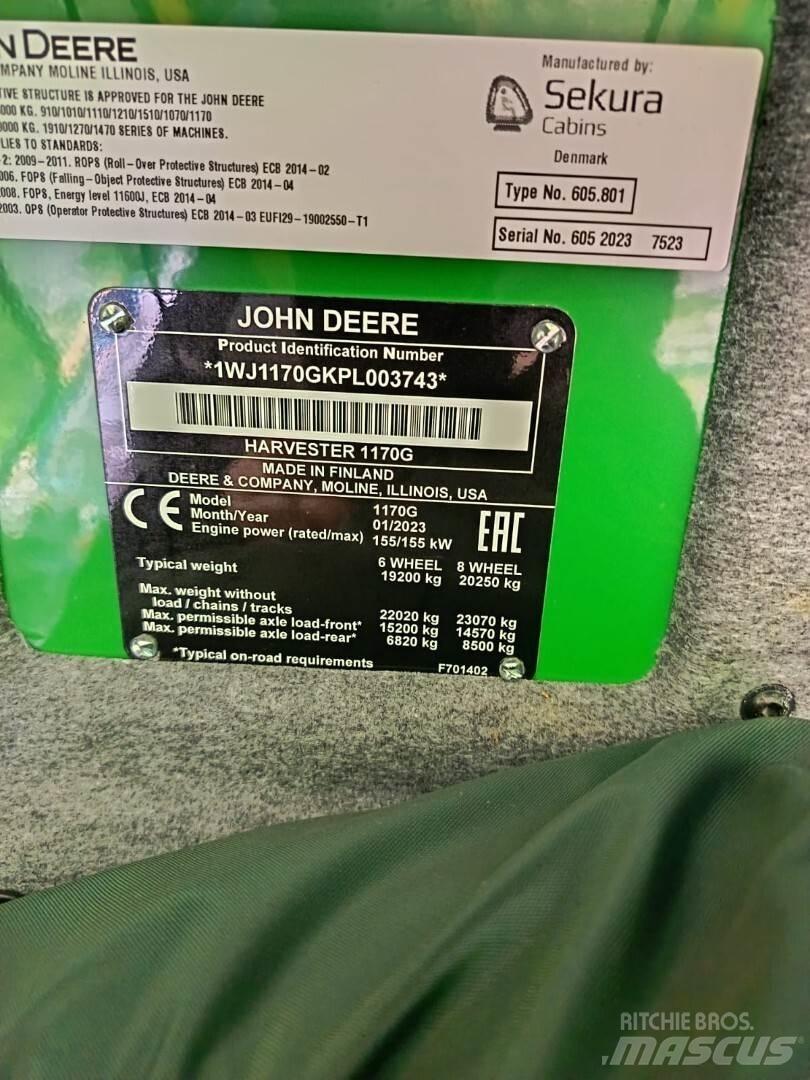 N DEERE
MPANY MOLINE ILLINOIS, USA
TIVE STRUCTURE IS APPROVED FOR THE JOHN DEERE
000 KG. 910/1010/1110/1210/1510/1070/1170
000 KG. 1910/1270/1470 SERIES OF MACHINES.
LIES TO STANDARDS:
-2: 2009-2011. ROPS (Roll-Over Protective Structures) ECB 2014-02
006. FOPS (Falling-Object Protective Structures) ECB 2014-04
008. FOPS, Energy level 11600J, ECB 2014-04
2003. OPS (Operator Protective Structures) ECB 2014-03 EUFI29-19002550-T1
Manufactured by:
Sekura
Cabins
Denmark
Type No. 605.801
Serial No. 605 2023 7523
JOHN DEERE
Product Identification Number
*1WJ1170GKPL003743*
HARVESTER 1170G
MADE IN FINLAND
DEERE & COMPANY, MOLINE, ILLINOIS, USA
CE
Model 1170G
Month/Year 01/2023
Engine power (rated/max) 155/155 kW
EAC
Typical weight 6 WHEEL 8 WHEEL
19200 kg 20250 kg
Max. weight without
load / chains / tracks 22020 kg 23070 kg
Max. permissible axle load-front* 15200 kg 14570 kg
Max. permissible axle load-rear* 6820 kg 8500 kg
*Typical on-road requirements F701402
RITCHIE BROS.
MASCUS